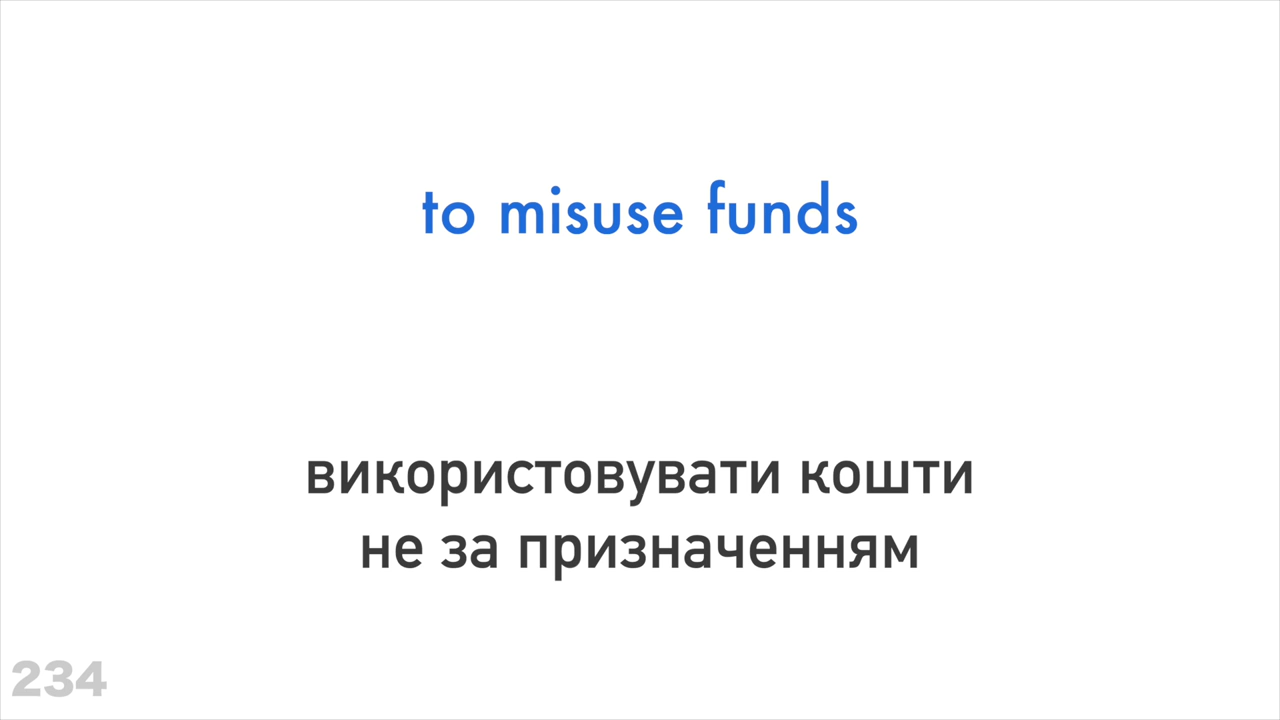 to misuse funds
використовувати кошти
не за призначенням
234